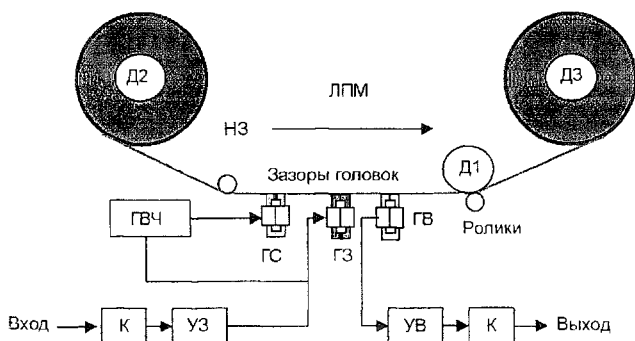 Д2
ЛПМ
Д3
НЗ
Зазоры головок
Д1
ГВЧ
ГС
ГЗ
ГВ
Ролики
Вход
К
УЗ
УВ
К
Выход